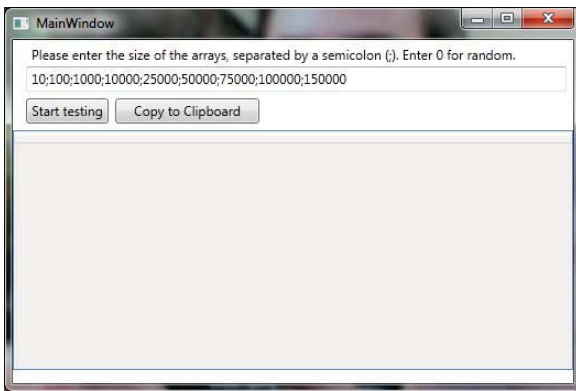 MainWindow
Please enter the size of the arrays, separated by a semicolon (;). Enter 0 for random.
10;100;1000;10000;25000;50000;75000;100000;150000
Start testing Copy to Clipboard